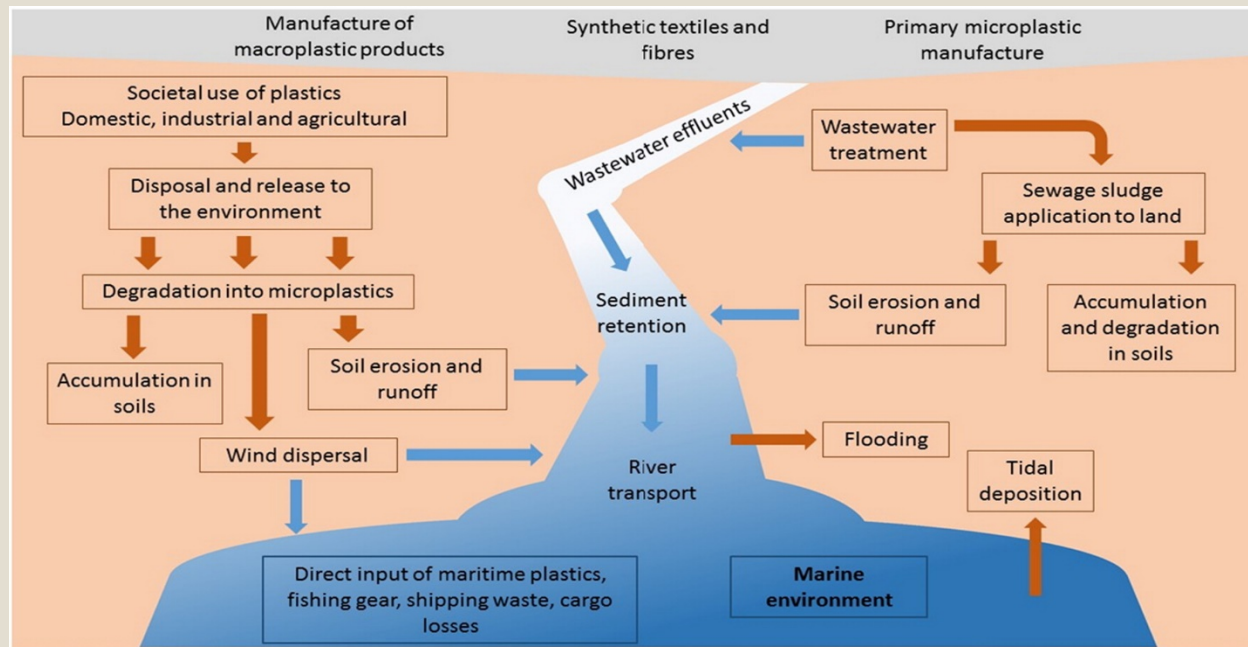 Manufacture of
macroplastic products
Synthetic textiles and
fibres
Primary microplastic
manufacture
Societal use of plastics
Domestic, industrial and agricultural
Disposal and release to
the environment
Degradation into microplastics
Accumulation in
soils
Soil erosion and
runoff
Wind dispersal
Wastewater effluents
Sediment
retention
River
transport
Wastewater
treatment
Sewage sludge
application to land
Soil erosion and
runoff
Accumulation
and degradation
in soils
Flooding
Tidal
deposition
Direct input of maritime plastics,
fishing gear, shipping waste, cargo
losses
Marine
environment